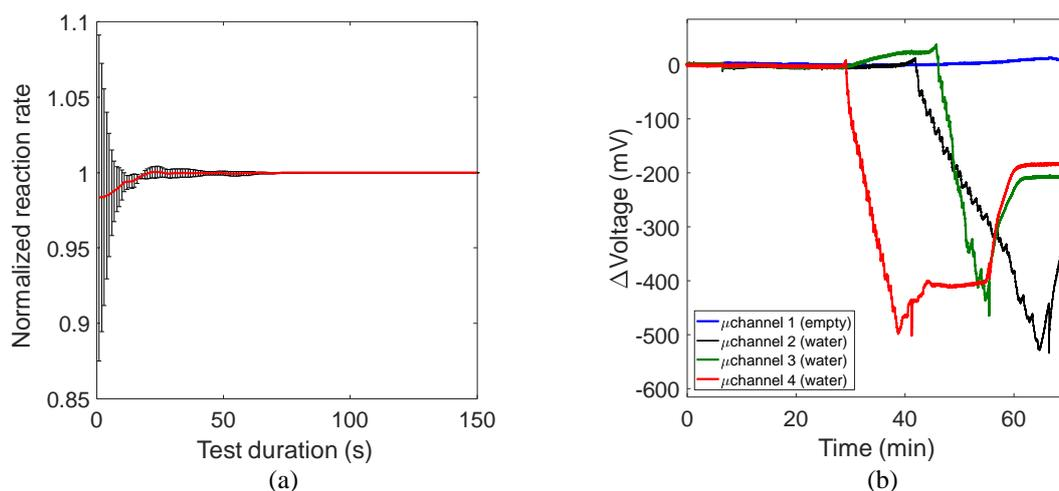 1.1
1.05
1
0.95
0.9
0.85
Normalized reaction rate
0 50 100 150
Test duration (s)
(a)
0
-100
-200
-300
-400
-500
-600
ΔVoltage (mV)
μchannel 1 (empty)
μchannel 2 (water)
μchannel 3 (water)
μchannel 4 (water)
0 20 40 60
Time (min)
(b)